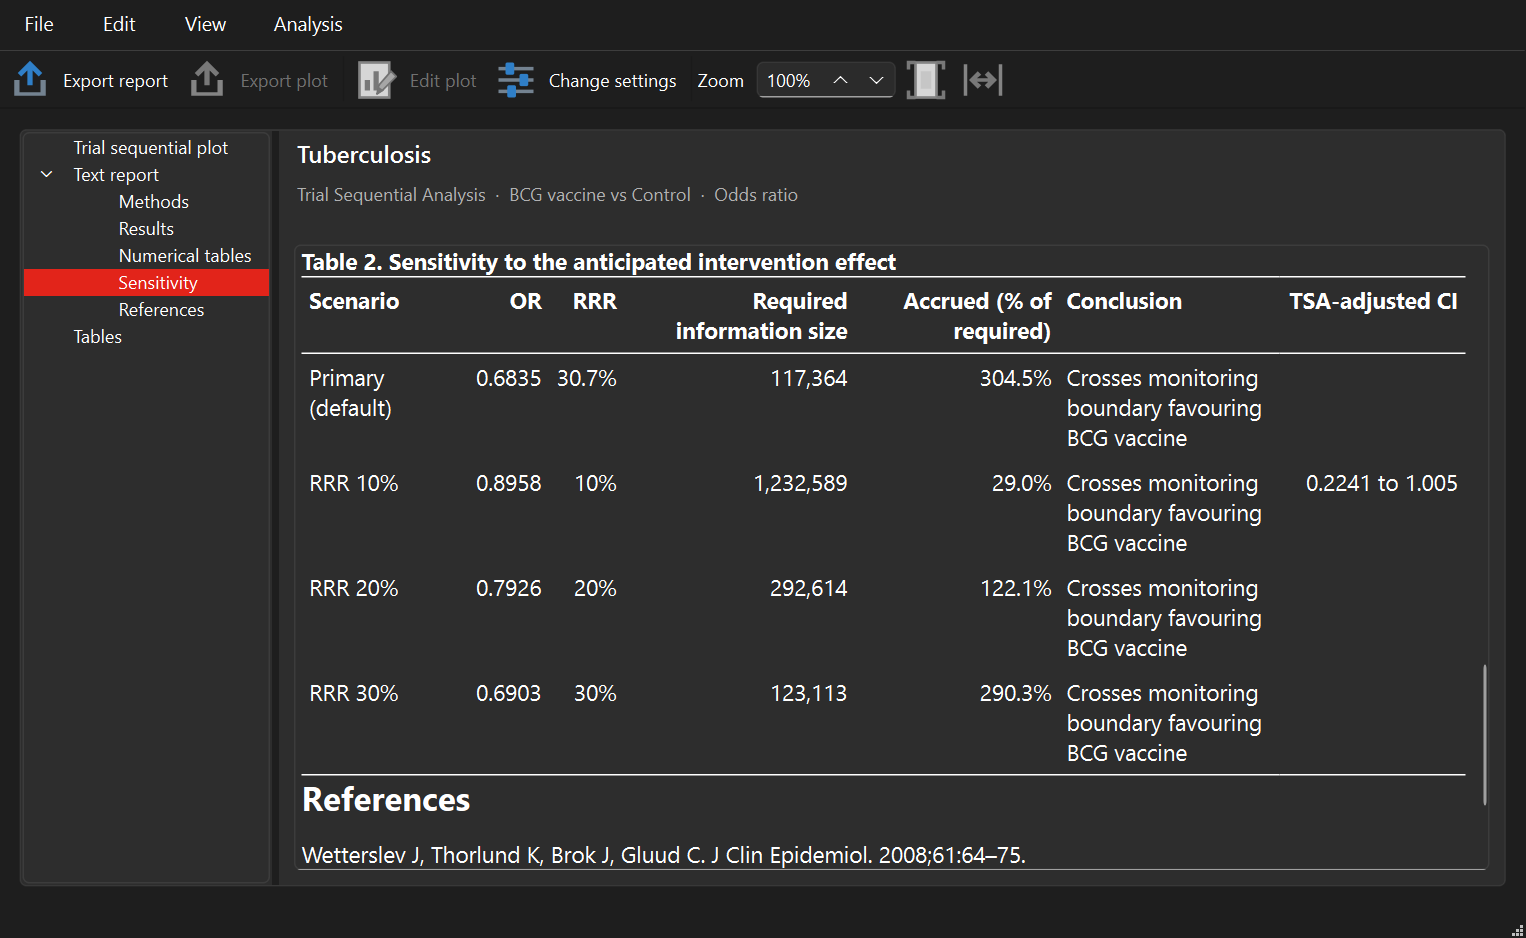 File Edit View Analysis
Export report Export plot Edit plot Change settings Zoom 100%
Trial sequential plot
Text report
Methods
Results
Numerical tables
Sensitivity
References
Tables
Tuberculosis
Trial Sequential Analysis · BCG vaccine vs Control · Odds ratio
Table 2. Sensitivity to the anticipated intervention effect
Scenario OR RRR Required Accrued (% of Conclusion TSA-adjusted CI
information size required)
Primary 0.6835 30.7% 117,364 304.5% Crosses monitoring
(default) boundary favouring
BCG vaccine
RRR 10% 0.8958 10% 1,232,589 29.0% Crosses monitoring 0.2241 to 1.005
boundary favouring
BCG vaccine
RRR 20% 0.7926 20% 292,614 122.1% Crosses monitoring
boundary favouring
BCG vaccine
RRR 30% 0.6903 30% 123,113 290.3% Crosses monitoring
boundary favouring
BCG vaccine
References
Wetterslev J, Thorlund K, Brok J, Gluud C. J Clin Epidemiol. 2008;61:64–75.